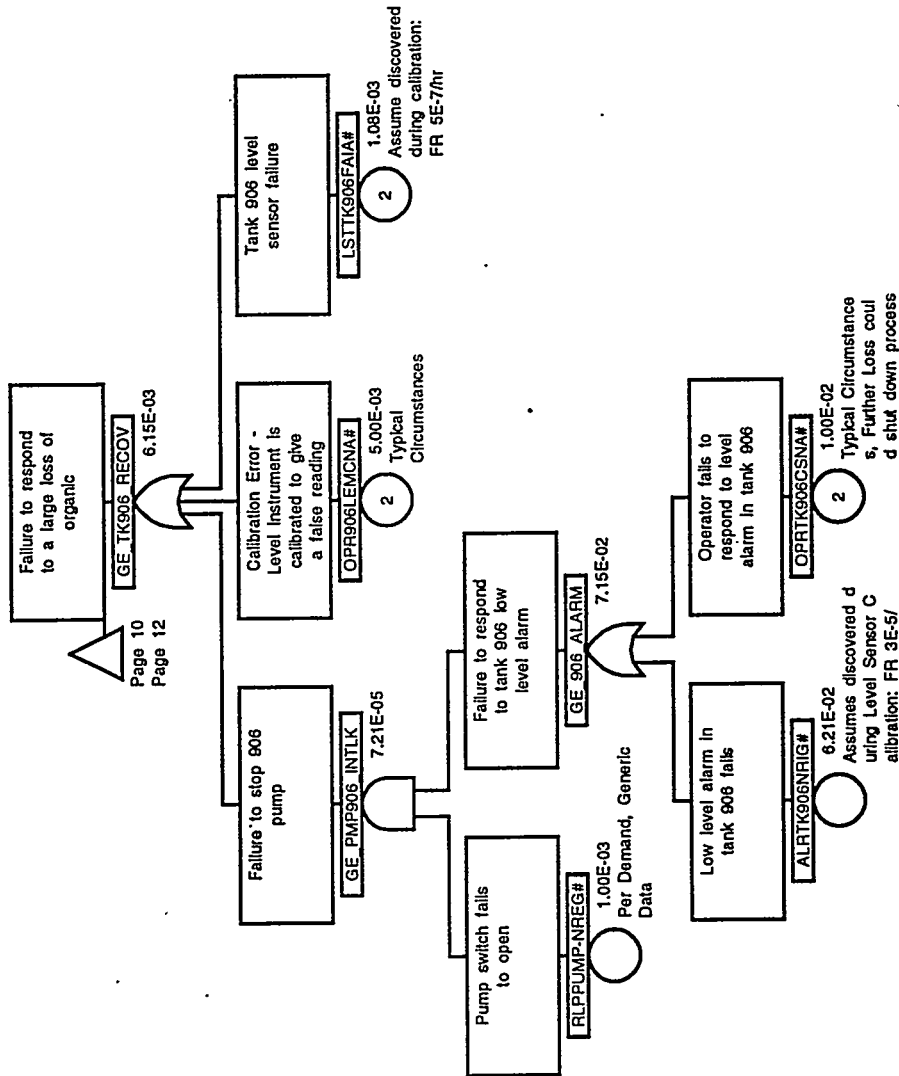 Failure to respond
to a large loss of
organic
GE_TK906_RECOV
6.15E-03
Page 10
Page 12
Failure to stop 906
pump
GE_PMP906_INTLK
7.21E-05
Calibration Error -
Level Instrument is
calibrated to give
a false reading
OPR906LEMCNA#
2
5.00E-03
Typical
Circumstances
Tank 906 level
sensor failure
LSTTK906FAIA#
2
1.08E-03
Assume discovered
during calibration:
FR 5E-7/hr
Pump switch fails
to open
RLPPUMP-NREG#
1.00E-03
Per Demand, Generic
Data
Failure to respond
to tank 906 low
level alarm
GE_906_ALARM
7.15E-02
Low level alarm in
tank 906 fails
ALRTK906NRIG#
6.21E-02
Assumes discovered d
uring Level Sensor C
alibration: FR 3E-5/
Operator fails to
respond to level
alarm in tank 906
OPRTK906CSNA#
2
1.00E-02
Typical Circumstance
s, Further Loss coul
d shut down process